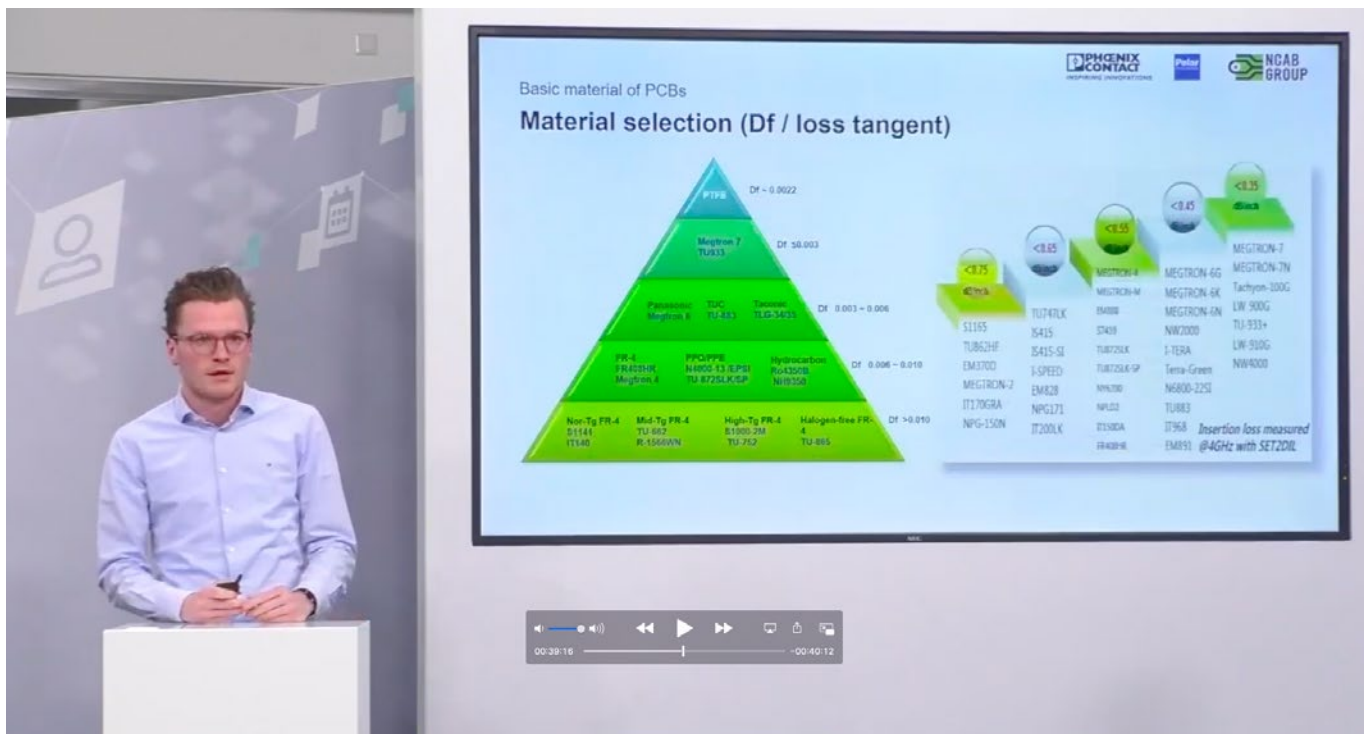 PHŒNIX
CONTACT
INSPIRING INNOVATIONS
Polar
NCAB
GROUP
Basic material of PCBs
Material selection (Df / loss tangent)
PTFE
Df ~ 0.0022
Megtron 7
TU933
Df ≤0.003
Panasonic
Megtron 6
TUC
TU-883
Taconic
TLG-34/35
Df 0.003 ~ 0.006
FR-4
FR408HR
Megtron 4
PPO/PPE
N4000-13 /EPSI
TU-872SLK/SP
Hydrocarbon
Ro4350B
Df 0.006 ~ 0.010
Nor-Tg FR-4
S1141
IT140
Mid-Tg FR-4
TU-662
R-1566WN
High-Tg FR-4
S1000-2M
TU-752
Halogen-free FR-
4
TU-865
Df >0.010
<0.75
dB/inch
S1165
TU862HF
EM370D
MEGTRON-2
IT170GRA
NPG-150N
<0.65
TU747LK
IS415
IS415-SI
I-SPEED
EM828
NPG171
IT200LK
<0.55
MEGTRON-4
MEGTRON-M
TU872SLK
TU872SLK-SP
IT150DA
FR408HR
<0.45
MEGTRON-6G
MEGTRON-6K
MEGTRON-6N
NW2000
I-TERA
Terra-Green
N6800-22SI
TU883
IT968
EM891
<0.35
dB/inch
MEGTRON-7
MEGTRON-7N
Tachyon-100G
LW 900G
TU-933+
LW-910G
NW4000
Insertion loss measured
@4GHz with SET2DIL
NEC
00:39:16
-00:40:12